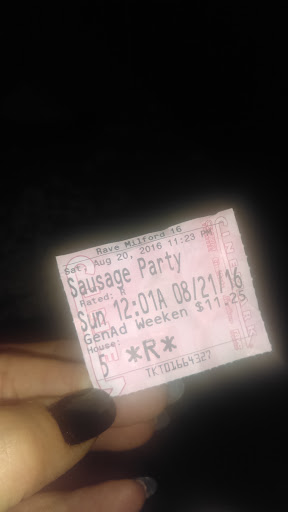 Rave Milford 16
Sat, Aug 20, 2016 11:23 PM
Sausage Party
Rated: R
Sun 12:01A 08/21/16
GenAd Weeken $11.25
House:
5 *R*
TKT01664327